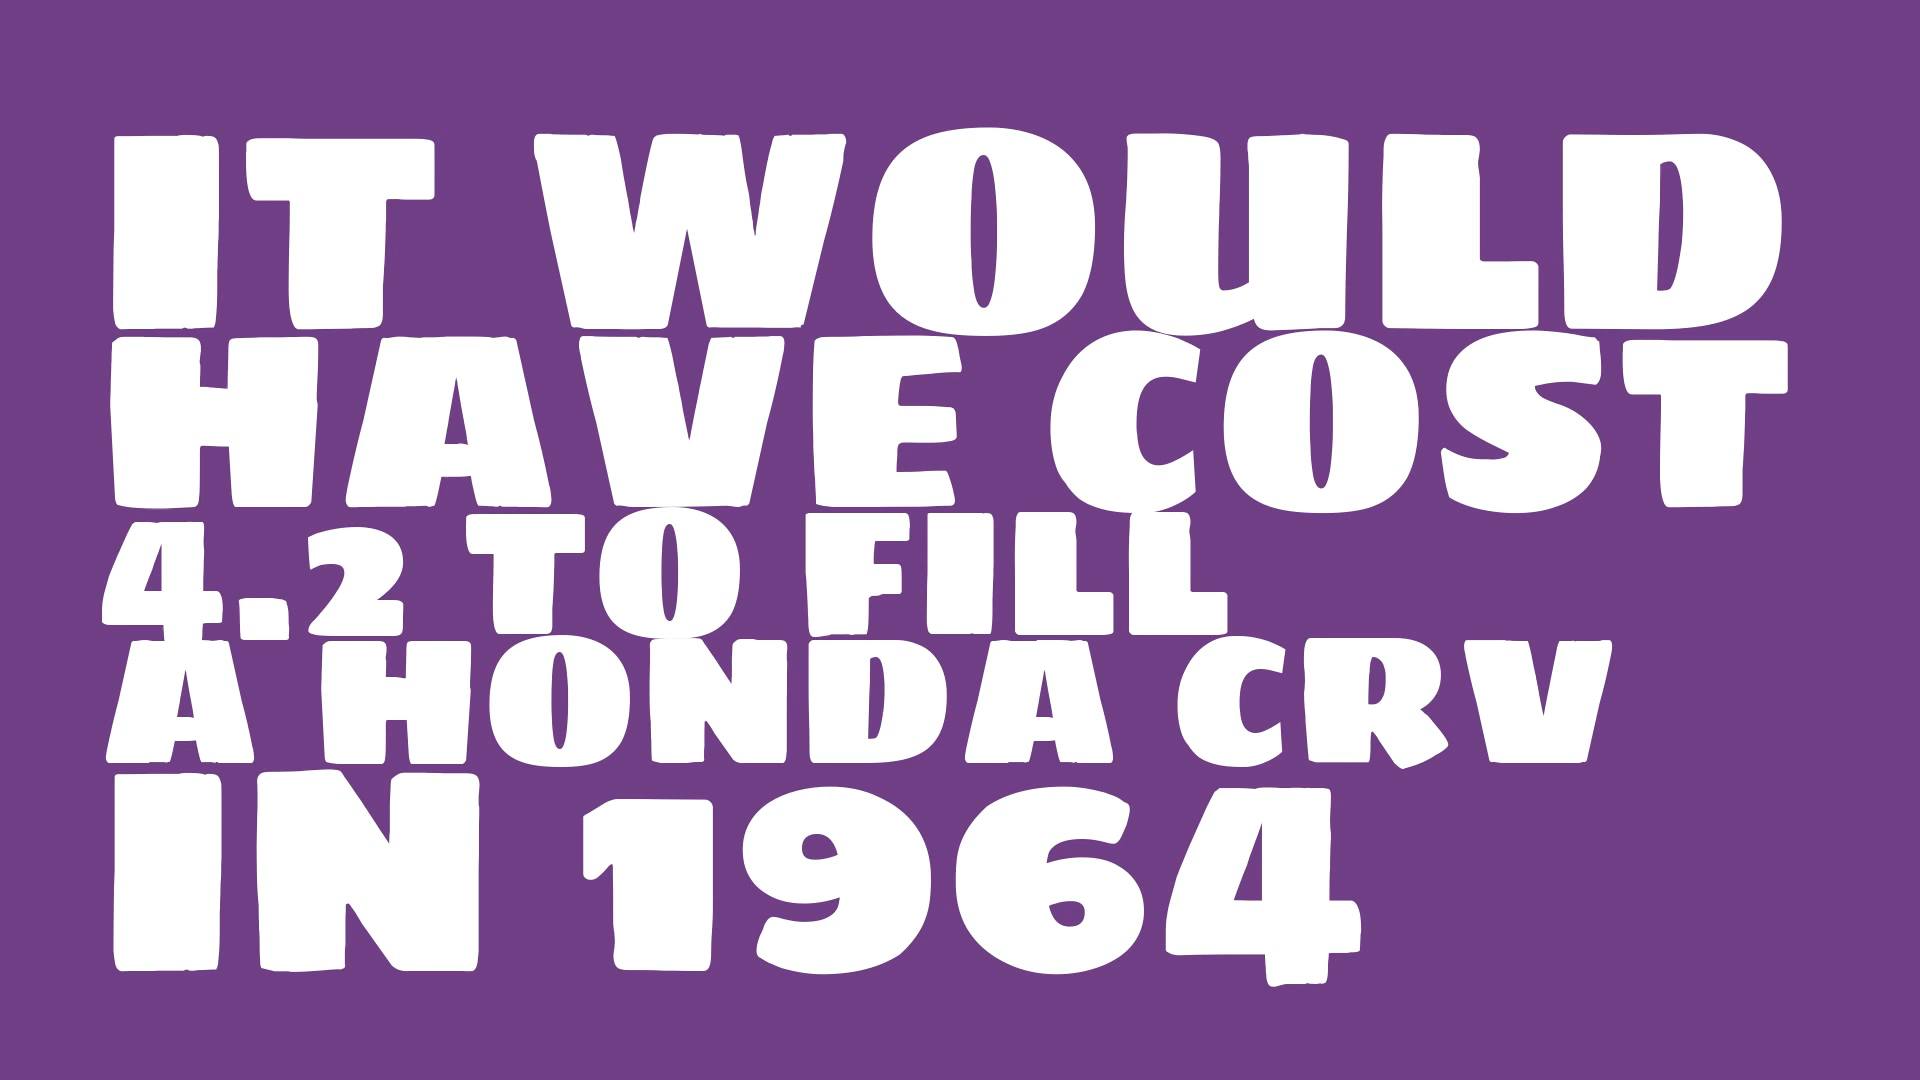 IT WOULD
HAVE COST
4.2 TO FILL
A HONDA CRV
IN 1964